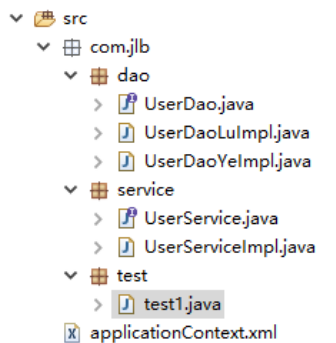 src
com.jlb
dao
UserDao.java
UserDaoLuImpl.java
UserDaoYeImpl.java
service
UserService.java
UserServiceImpl.java
test
test1.java
applicationContext.xml